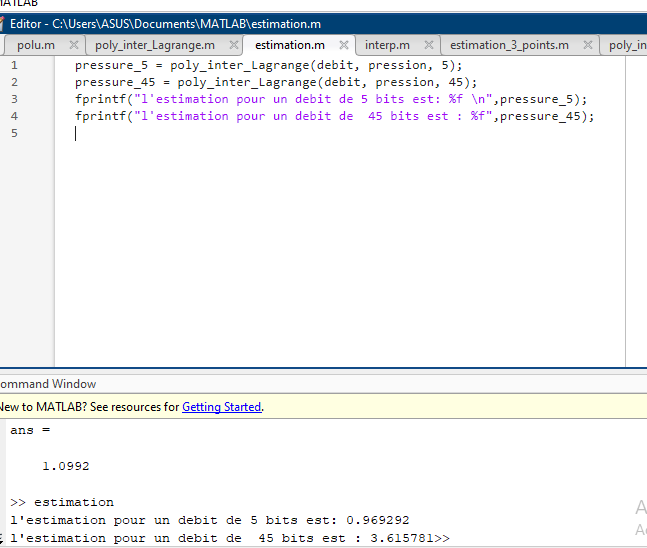 MATLAB
Editor - C:\Users\ASUS\Documents\MATLAB\estimation.m
polu.m × poly_inter_Lagrange.m × estimation.m × interp.m × estimation_3_points.m × poly_in
1 pressure_5 = poly_inter_Lagrange(debit, pression, 5);
2 pressure_45 = poly_inter_Lagrange(debit, pression, 45);
3 fprintf("l'estimation pour un debit de 5 bits est: %f \n",pressure_5);
4 fprintf("l'estimation pour un debit de  45 bits est : %f",pressure_45);
5
ommand Window
New to MATLAB? See resources for Getting Started.
ans =
1.0992
>> estimation
l'estimation pour un debit de 5 bits est: 0.969292
l'estimation pour un debit de  45 bits est : 3.615781>>